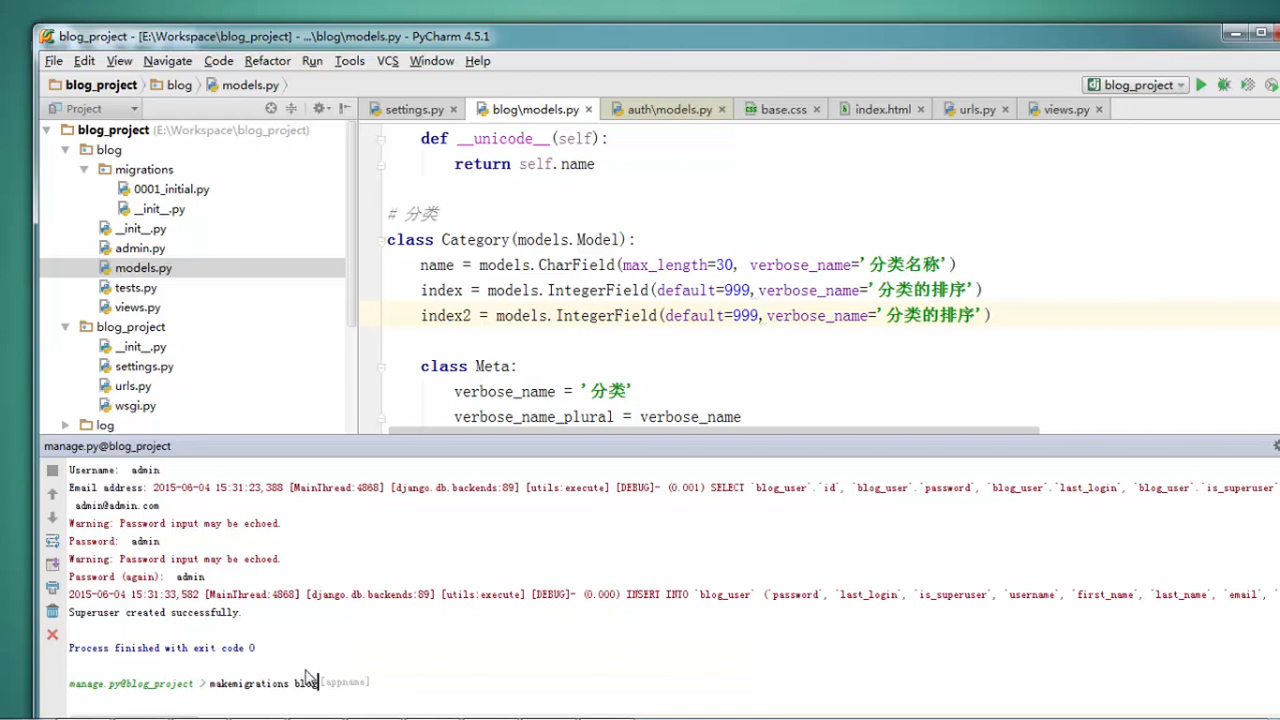 blog_project - [E:\Workspace\blog_project] - ...\blog\models.py - PyCharm 4.5.1
File Edit View Navigate Code Refactor Run Tools VCS Window Help
blog_project blog models.py blog_project
Project settings.py blog\models.py auth\models.py base.css index.html urls.py views.py
blog_project (E:\Workspace\blog_project)
blog
migrations
0001_initial.py
__init__.py
__init__.py
admin.py
models.py
tests.py
views.py
blog_project
__init__.py
settings.py
urls.py
wsgi.py
log
def __unicode__(self):
return self.name
# 分类
class Category(models.Model):
name = models.CharField(max_length=30, verbose_name='分类名称')
index = models.IntegerField(default=999,verbose_name='分类的排序')
index2 = models.IntegerField(default=999,verbose_name='分类的排序')
class Meta:
verbose_name = '分类'
verbose_name_plural = verbose_name
manage.py@blog_project
Username: admin
Email address: 2015-06-04 15:31:23,388 [MainThread:4868] [django.db.backends:89] [utils:execute] [DEBUG]- (0.001) SELECT `blog_user`.`id`, `blog_user`.`password`, `blog_user`.`last_login`, `blog_user`.`is_superuser`
admin@admin.com
Warning: Password input may be echoed.
Password: admin
Warning: Password input may be echoed.
Password (again): admin
2015-06-04 15:31:33,582 [MainThread:4868] [django.db.backends:89] [utils:execute] [DEBUG]- (0.000) INSERT INTO `blog_user` (`password`, `last_login`, `is_superuser`, `username`, `first_name`, `last_name`, `email`,
Superuser created successfully.
Process finished with exit code 0
manage.py@blog_project > makemigrations blog [appname]